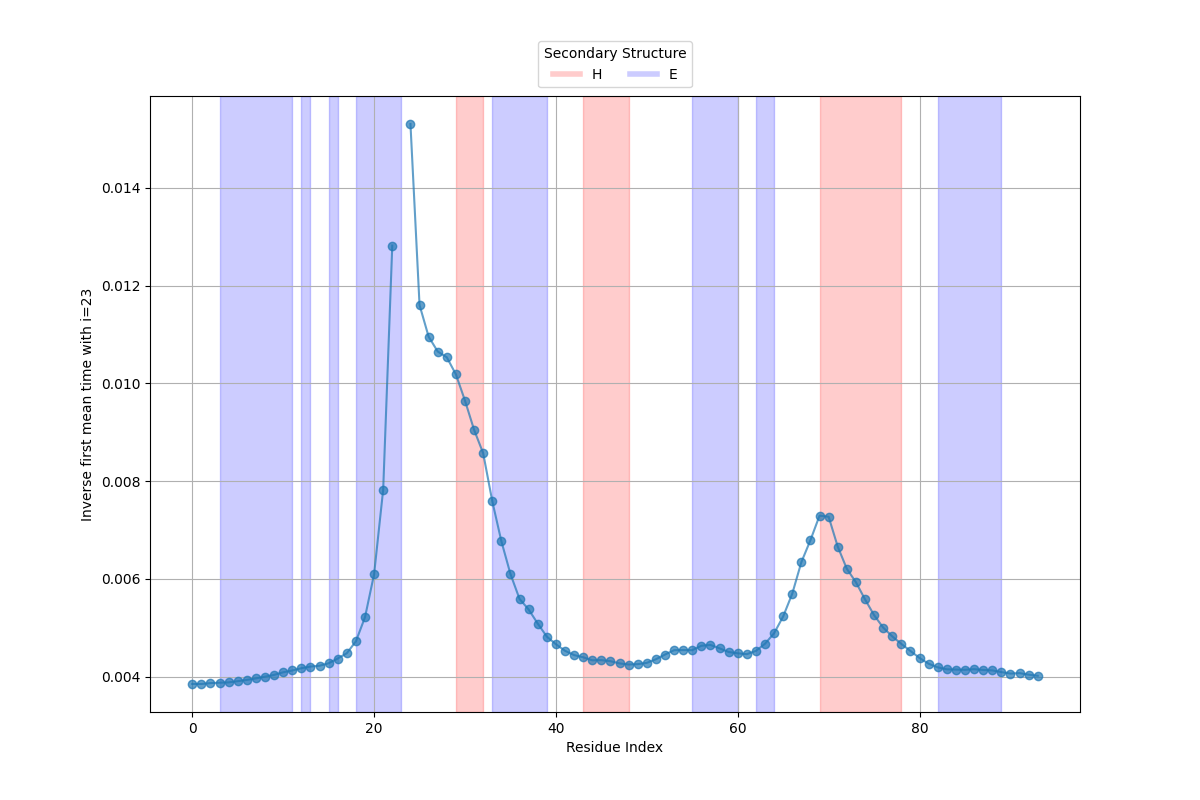 Secondary Structure
H E
Inverse first mean time with i=23
0.014
0.012
0.010
0.008
0.006
0.004
0 20 40 60 80
Residue Index